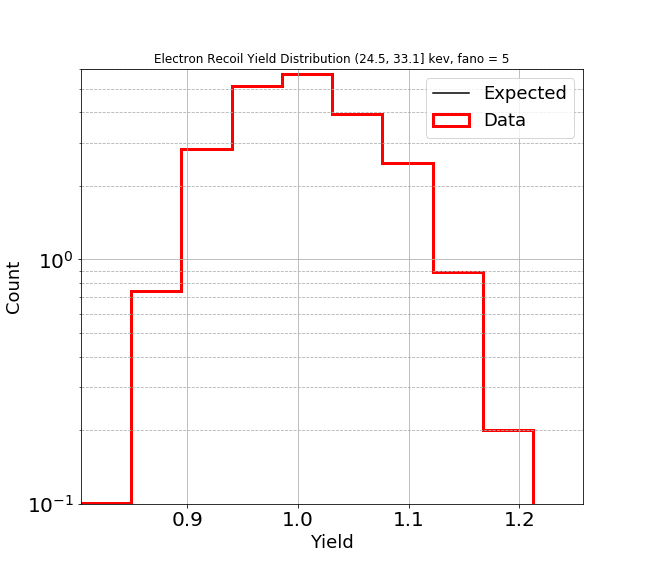 Electron Recoil Yield Distribution (24.5, 33.1] kev, fano = 5
Expected
Data
Count
10⁰
10⁻¹
0.9 1.0 1.1 1.2
Yield